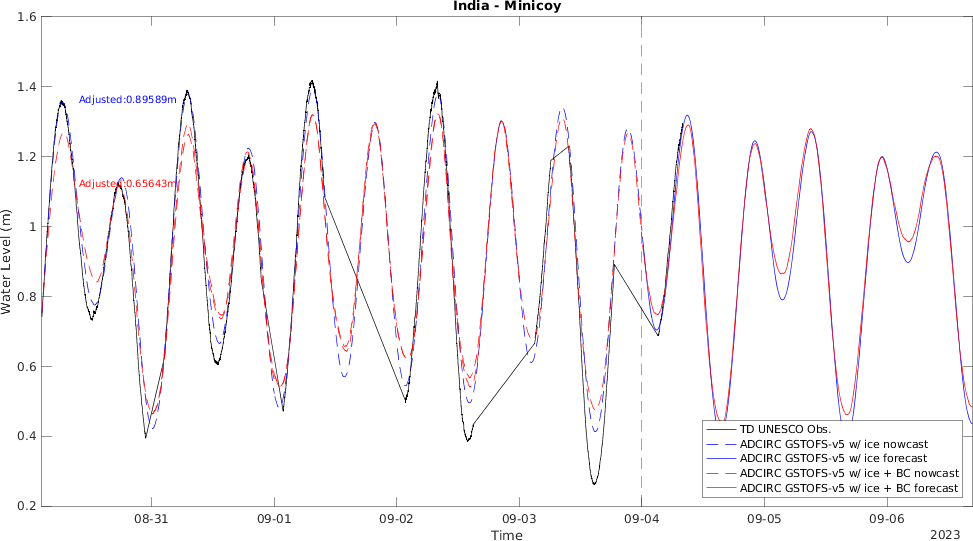 India - Minicoy
1.6
1.4
1.2
1
0.8
0.6
0.4
0.2
Water Level (m)
Adjusted:0.89589m
Adjusted:0.65643m
TD UNESCO Obs.
ADCIRC GSTOFS-v5 w/ ice nowcast
ADCIRC GSTOFS-v5 w/ ice forecast
ADCIRC GSTOFS-v5 w/ ice + BC nowcast
ADCIRC GSTOFS-v5 w/ ice + BC forecast
08-31 09-01 09-02 09-03 09-04 09-05 09-06
Time
2023